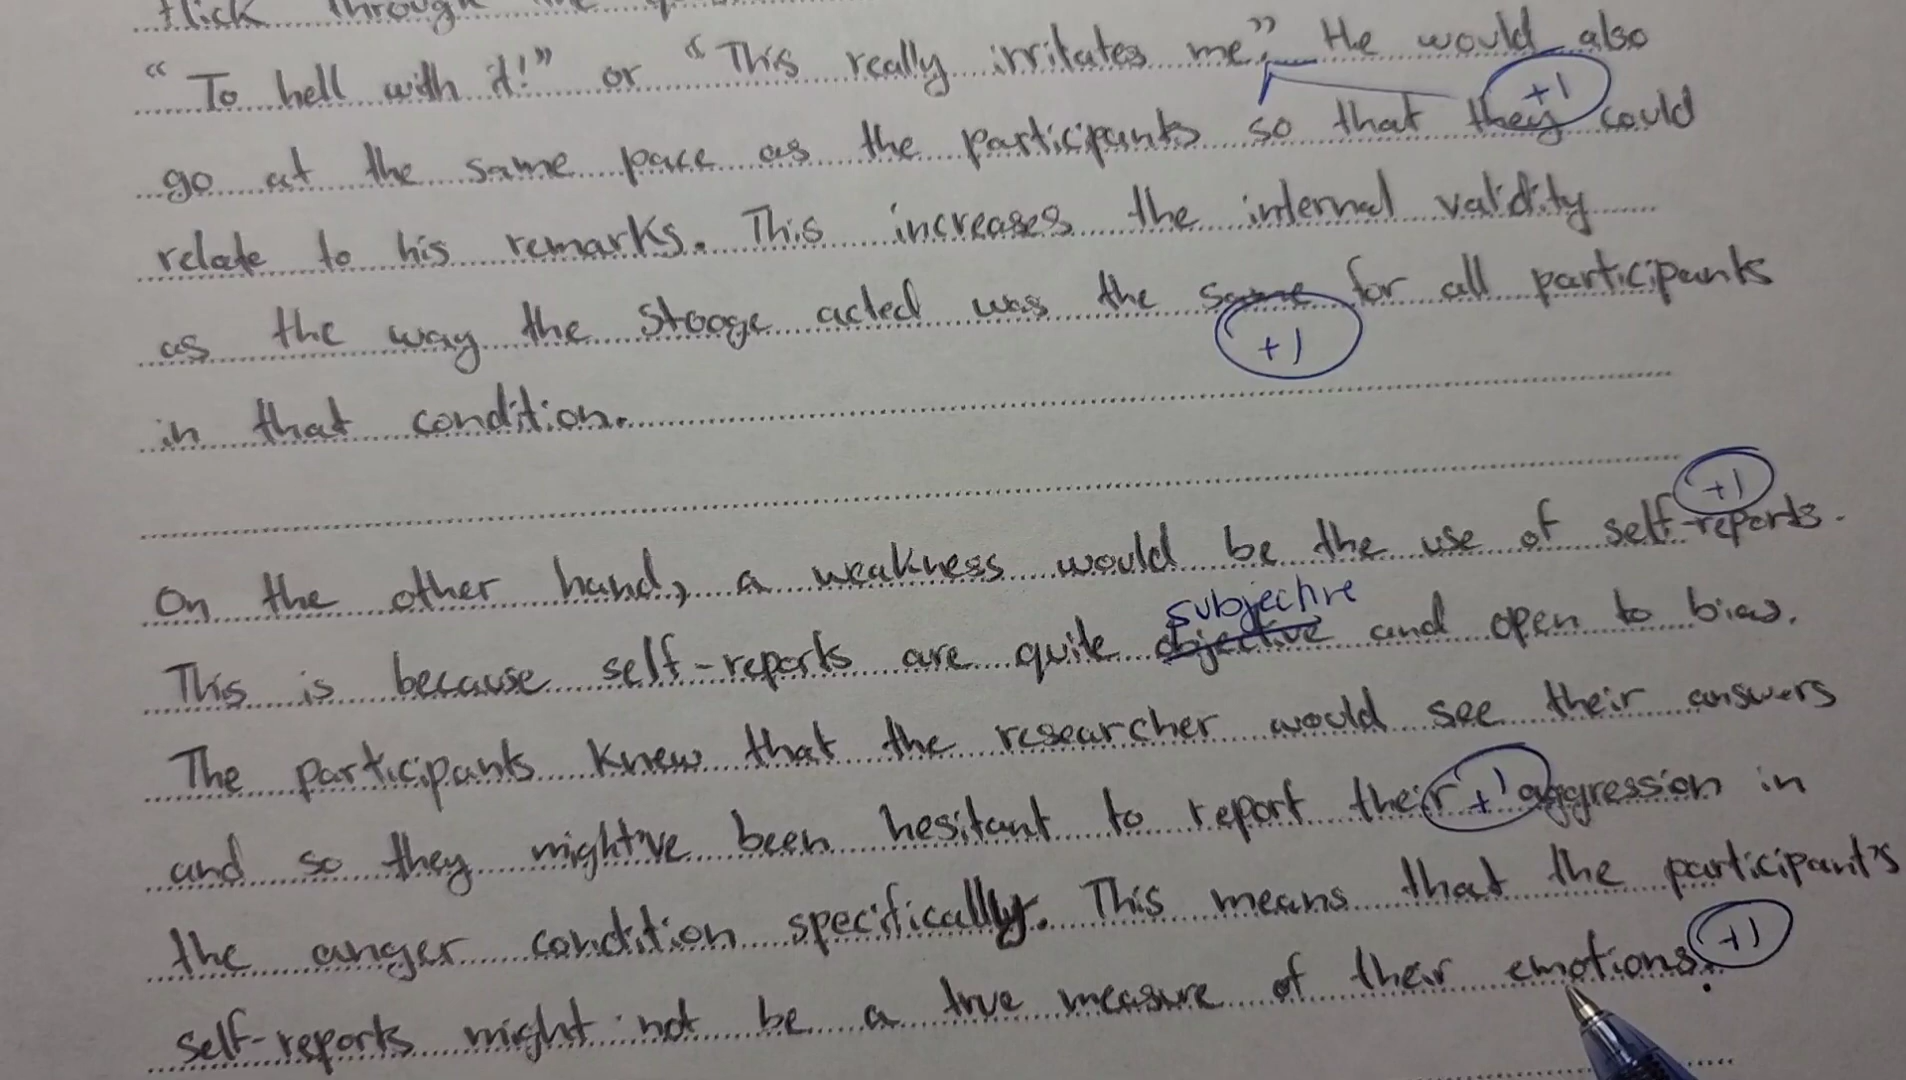 flick through the
"To hell with it!" or "This really irritates me". He would also
+1
go at the same pace as the participants so that they could
relate to his remarks. This increases the internal validity
as the way the stooge acted was the same for all participants
+1
in that condition.
+1
On the other hand, a weakness would be the use of self-reports.
subjective
This is because self-reports are quite objective and open to bias.
The participants knew that the researcher would see their answers
+1
and so they might've been hesitant to report their aggression in
the anger condition specifically. This means that the participant's
+1
self-reports might not be a true measure of their emotions.